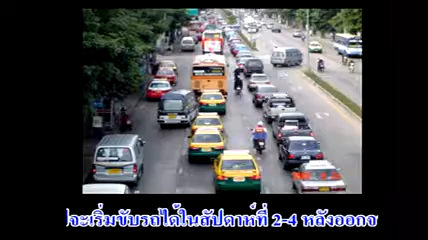 จะเริ่มขับรถได้ในสัปดาห์ที่ 2-4 หลังออกจ